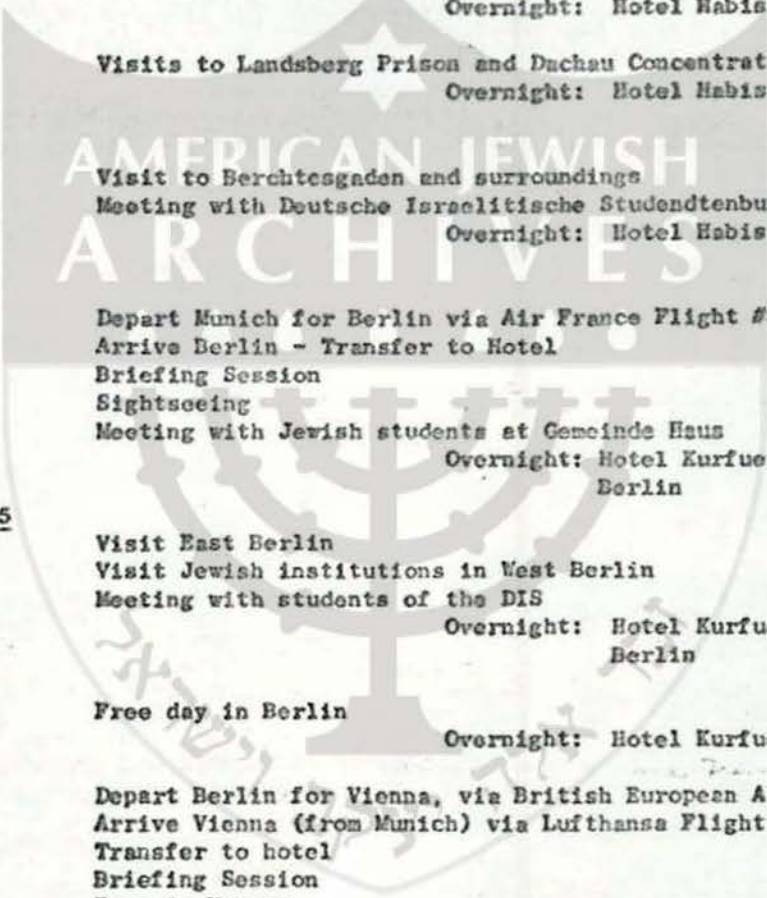 Overnight: Hotel Habis
Visits to Landsberg Prison and Dachau Concentrat
Overnight: Hotel Habis
AMERICAN JEWISH
ARCHIVES
Visit to Berchtesgaden and surroundings
Meeting with Deutsche Israelitische Studendtenbu
Overnight: Hotel Habis
Depart Munich for Berlin via Air France Flight #
Arrive Berlin - Transfer to Hotel
Briefing Session
Sightseeing
Meeting with Jewish students at Gemeinde Haus
Overnight: Hotel Kurfue
Berlin
5
Visit East Berlin
Visit Jewish institutions in West Berlin
Meeting with students of the DIS
Overnight: Hotel Kurfu
Berlin
Free day in Berlin
Overnight: Hotel Kurfu
Depart Berlin for Vienna, via British European A
Arrive Vienna (from Munich) via Lufthansa Flight
Transfer to hotel
Briefing Session